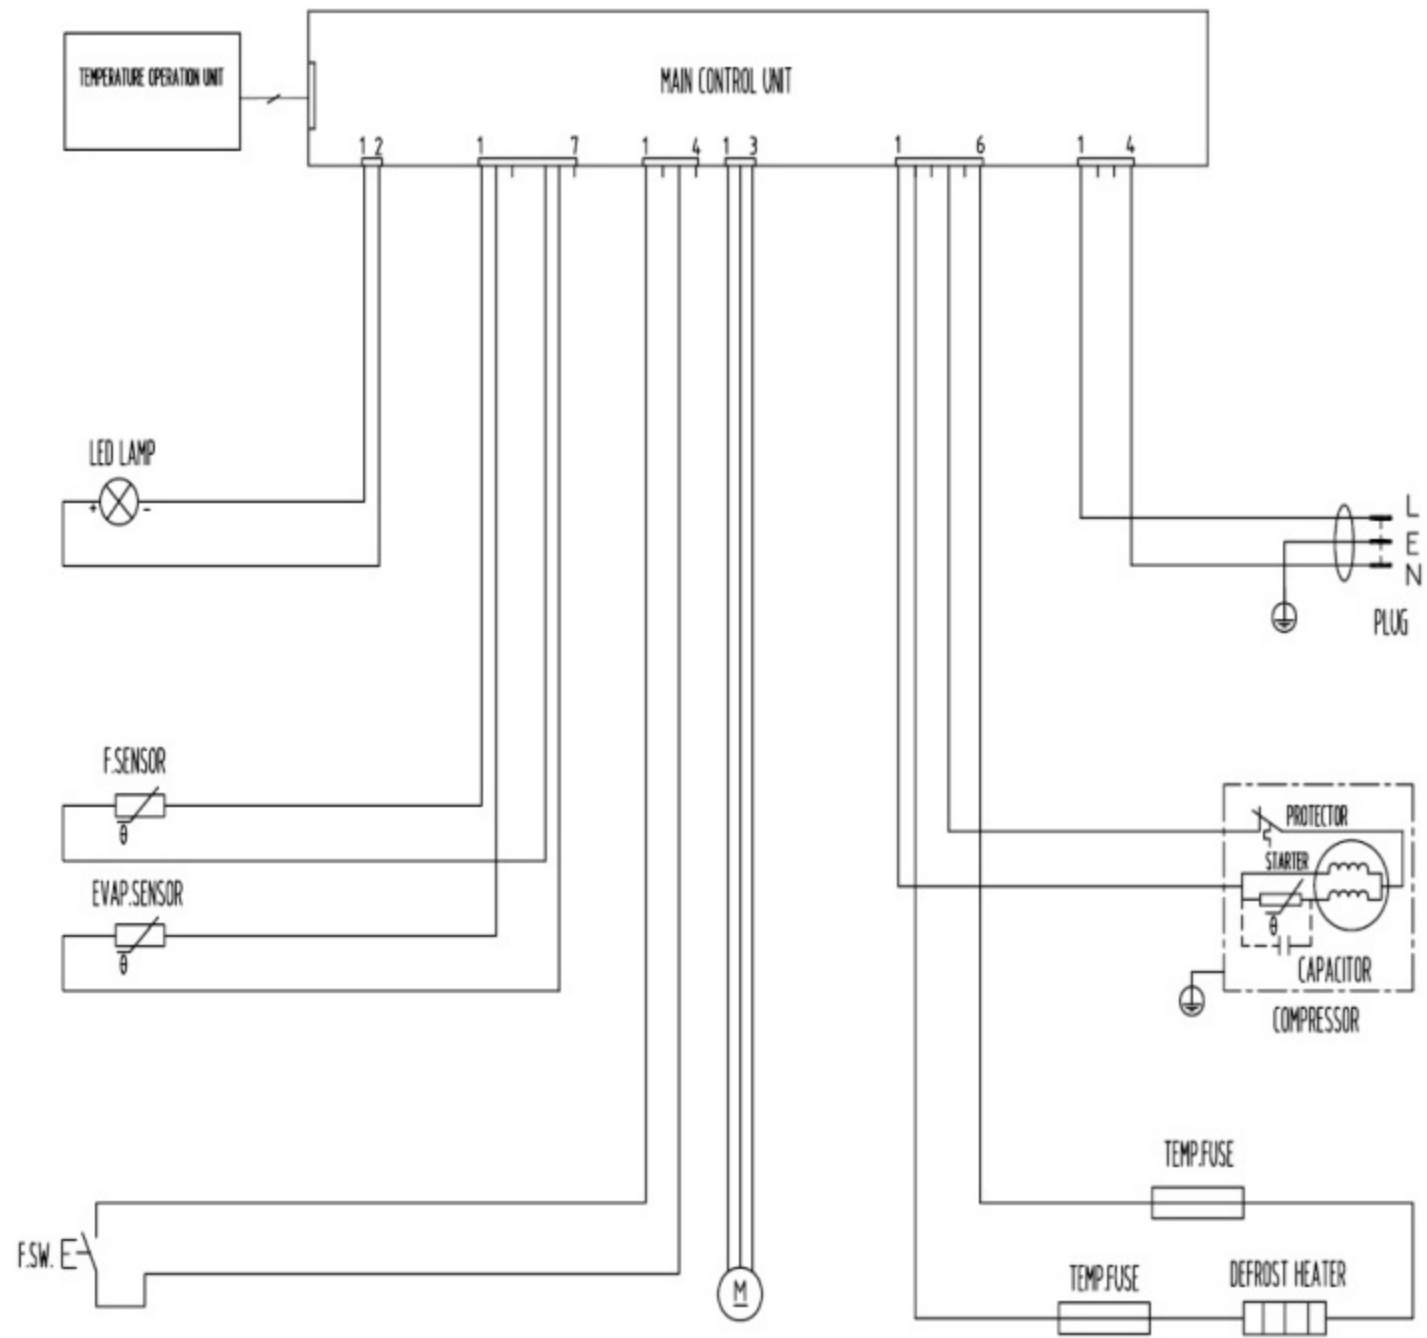 TEMPERATURE OPERATION UNIT
MAIN CONTROL UNIT
1 2
1 7
1 4
1 3
1 6
1 4
LED LAMP
+ -
L
E
N
PLUG
F.SENSOR
θ
EVAP.SENSOR
θ
PROTECTOR
STARTER
θ
CAPACITOR
COMPRESSOR
F.SW.
M
TEMP.FUSE
TEMP.FUSE
DEFROST HEATER